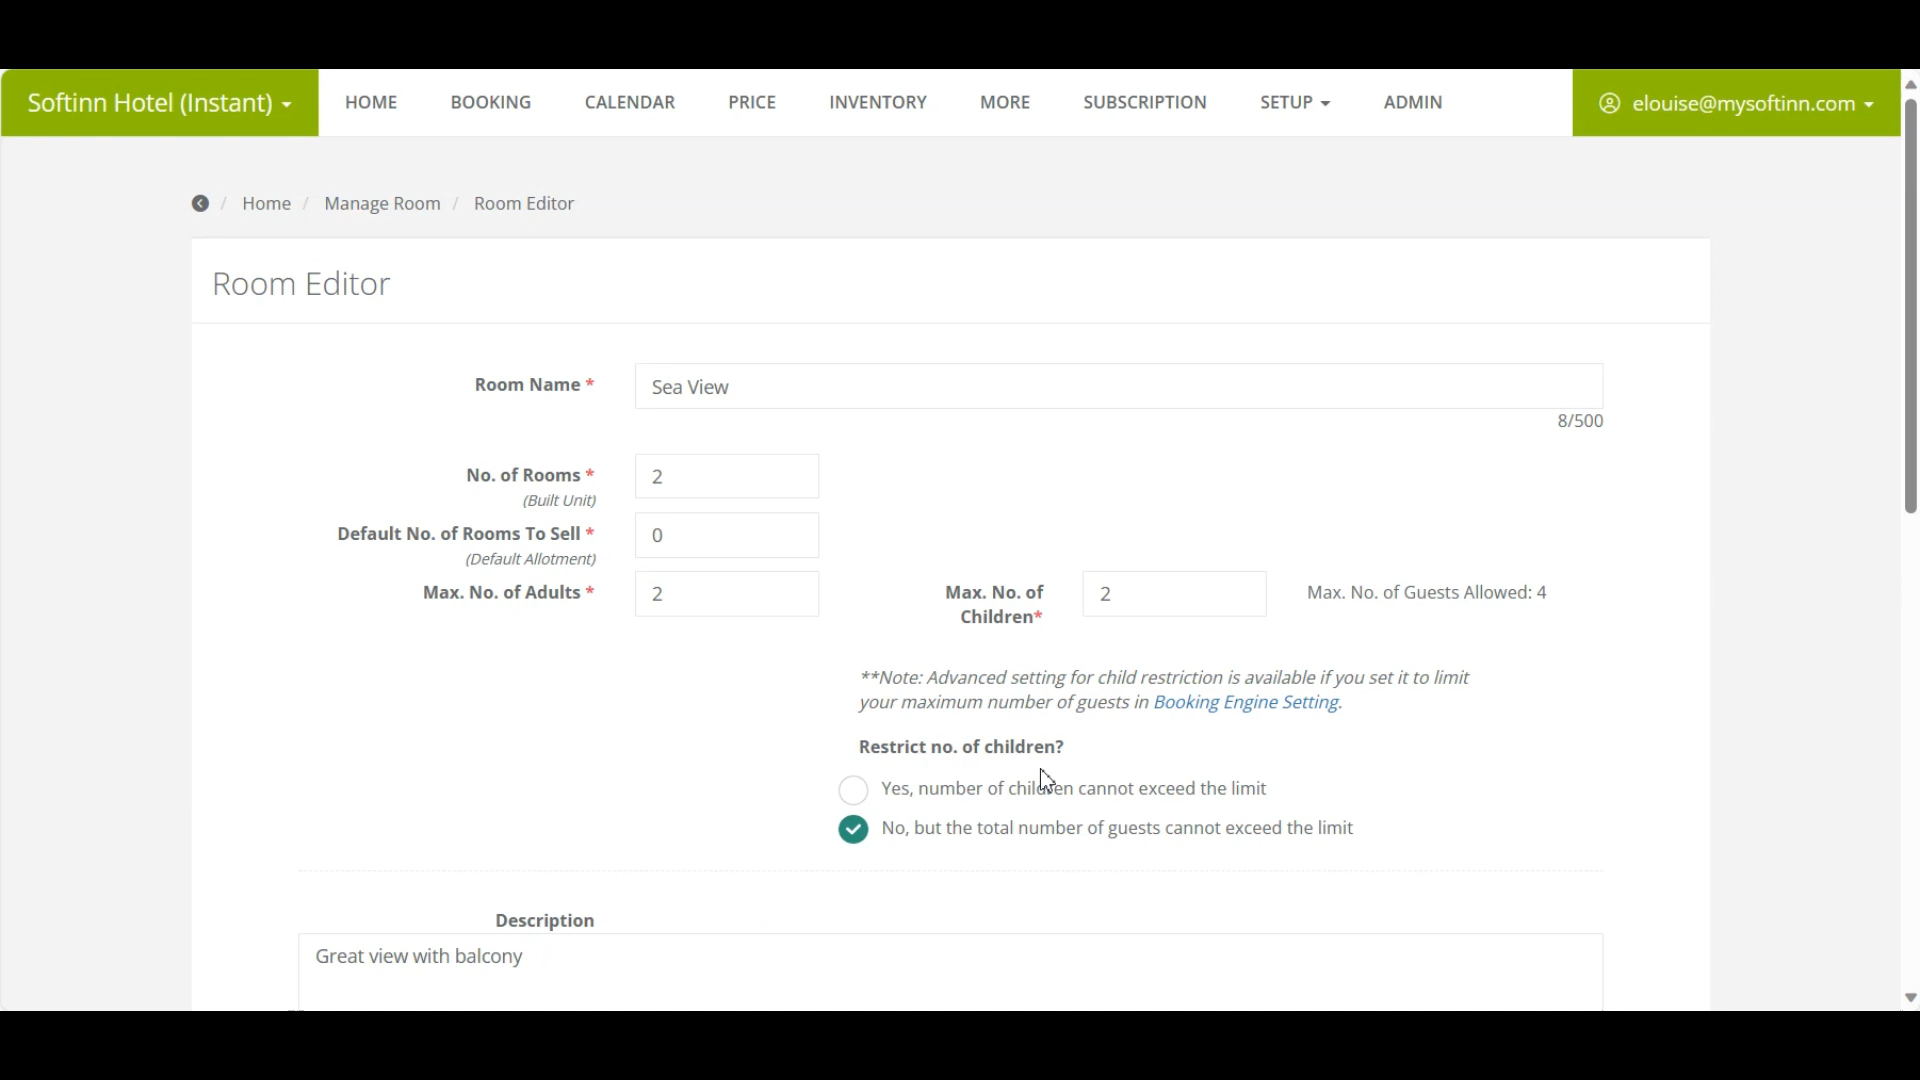 Softinn Hotel (Instant)
HOME
BOOKING
CALENDAR
PRICE
INVENTORY
MORE
SUBSCRIPTION
SETUP
ADMIN
elouise@mysoftinn.com
/ Home / Manage Room / Room Editor
Room Editor
Room Name *
Sea View
8/500
No. of Rooms *
(Built Unit)
2
Default No. of Rooms To Sell *
(Default Allotment)
0
Max. No. of Adults *
2
Max. No. of
Children*
2
Max. No. of Guests Allowed: 4
**Note: Advanced setting for child restriction is available if you set it to limit
your maximum number of guests in Booking Engine Setting.
Restrict no. of children?
Yes, number of children cannot exceed the limit
No, but the total number of guests cannot exceed the limit
Description
Great view with balcony